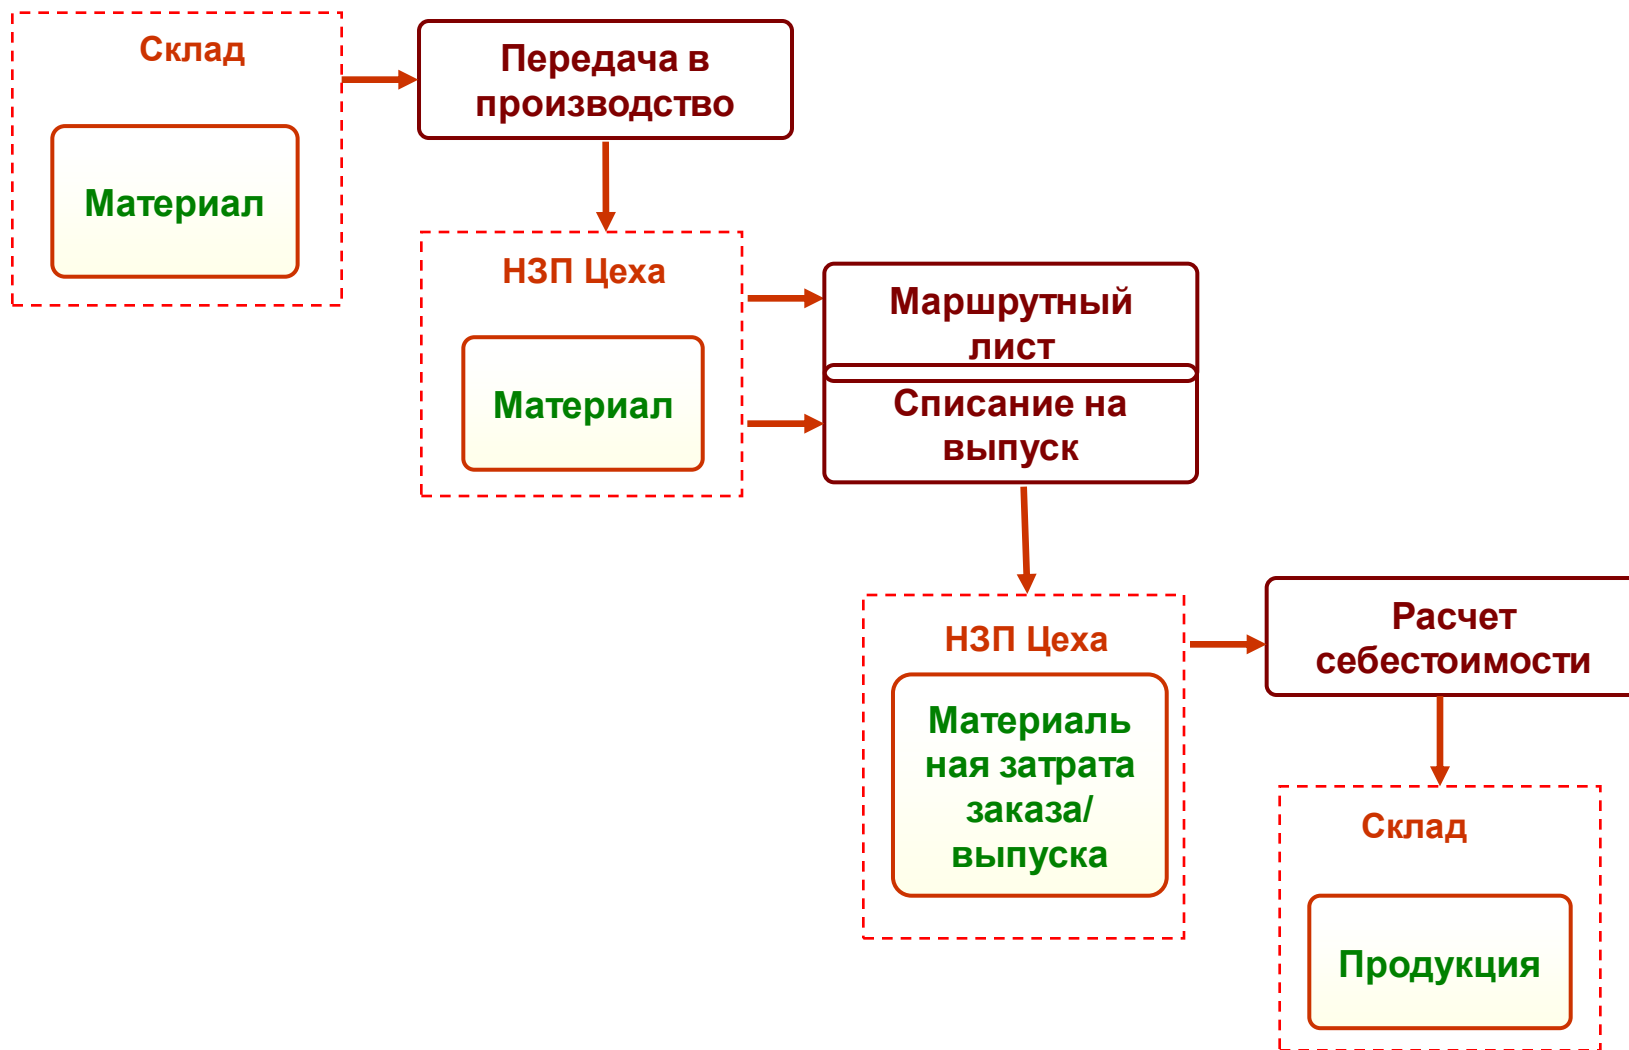 Склад
Материал
Передача в
производство
НЗП Цеха
Материал
Маршрутный
лист
Списание на
выпуск
НЗП Цеха
Материаль
ная затрата
заказа/
выпуска
Расчет
себестоимости
Склад
Продукция